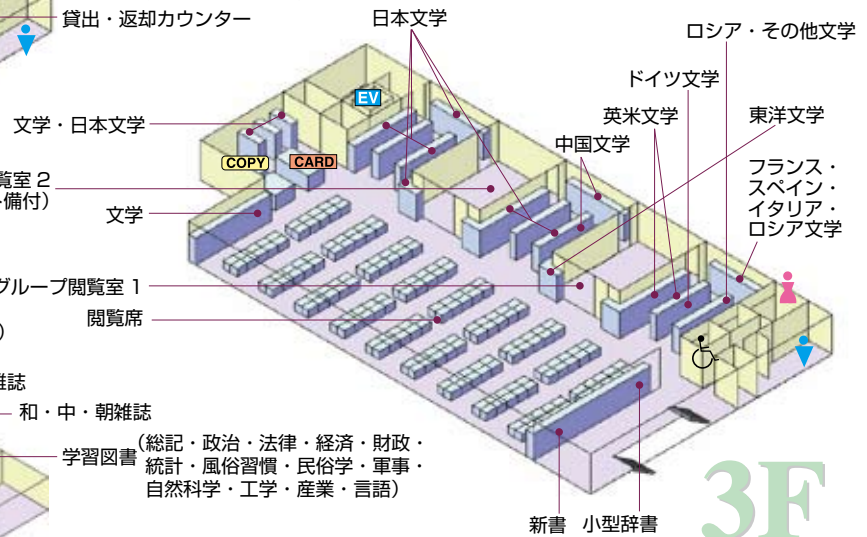 貸出・返却カウンター
日本文学
ロシア・その他文学
ドイツ文学
EV
英米文学
東洋文学
文学・日本文学
中国文学
COPY
CARD
フランス・
スペイン・
イタリア・
ロシア文学
覧室 2
備付）
文学
グループ閲覧室 1
閲覧席
）
雑誌
和・中・朝雑誌
学習図書
（総記・政治・法律・経済・財政・
統計・風俗習慣・民俗学・軍事・
自然科学・工学・産業・言語）
新書
小型辞書
3F